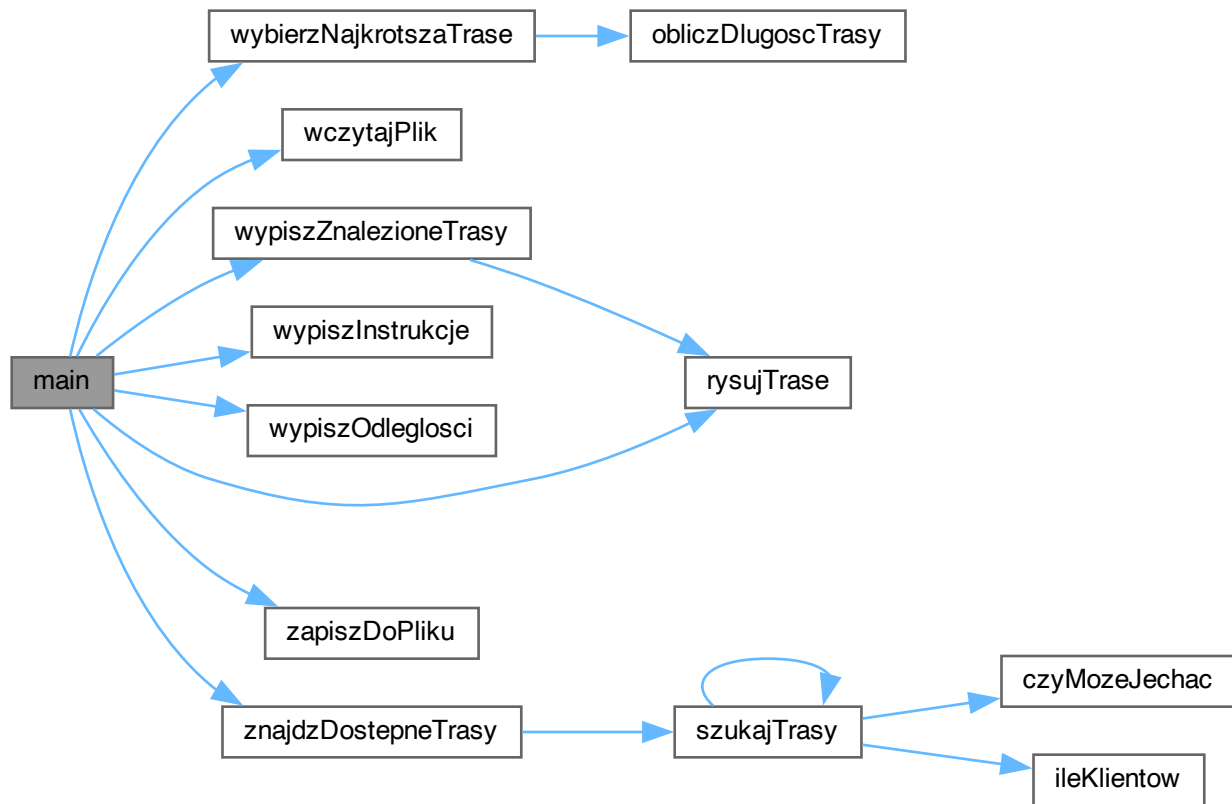 wybierzNajkrotszaTrase
obliczDlugoscTrasy
wczytajPlik
wypiszZnalezioneTrasy
wypiszInstrukcje
main
rysujTrase
wypiszOdleglosci
zapiszDoPliku
czyMozeJechac
znajdzDostepneTrasy
szukajTrasy
ileKlientow